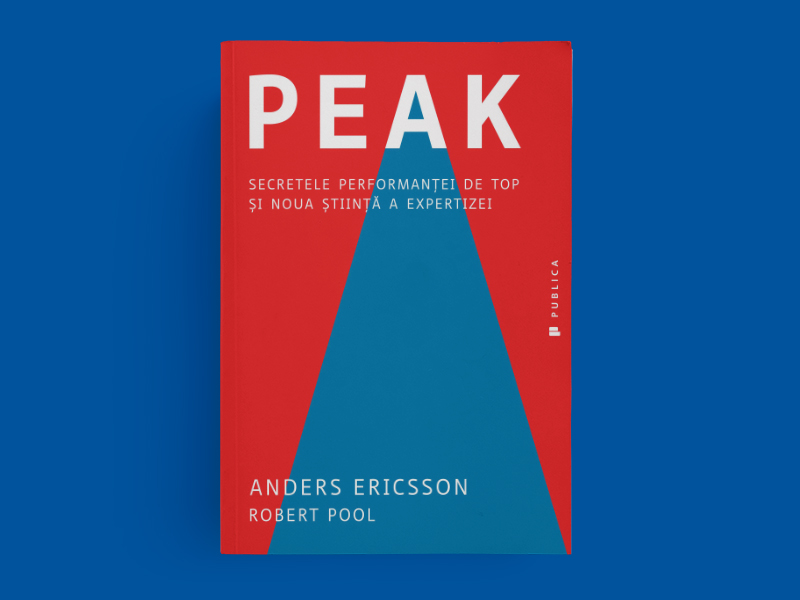 PEAK
SECRETELE PERFORMANȚEI DE TOP
ȘI NOUA ȘTIINȚĂ A EXPERTIZEI
PUBLICA
ANDERS ERICSSON
ROBERT POOL